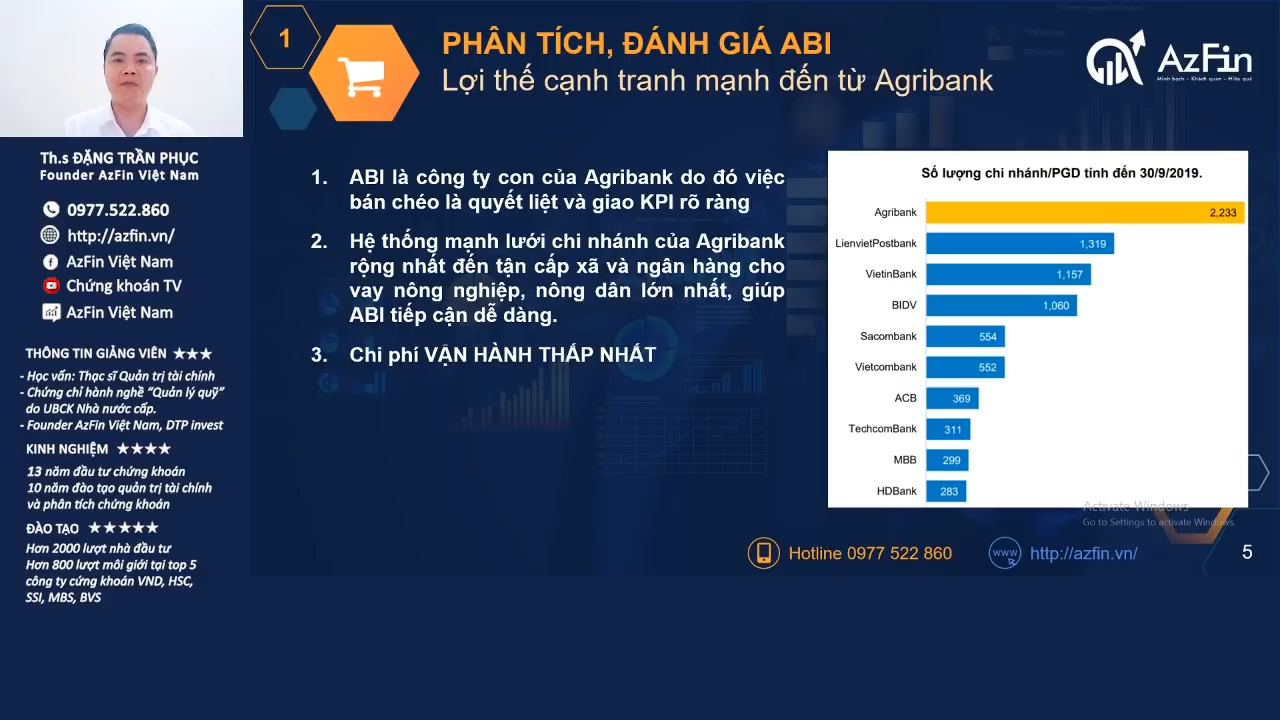 Th.s ĐẶNG TRẦN PHỤC
Founder AzFin Việt Nam
0977.522.860
http://azfin.vn/
AzFin Việt Nam
Chứng khoán TV
AzFin Việt Nam
THÔNG TIN GIẢNG VIÊN ★★★
- Học vấn: Thạc sĩ Quản trị tài chính
- Chứng chỉ hành nghề “Quản lý quỹ”
do UBCK Nhà nước cấp.
- Founder AzFin Việt Nam, DTP invest
KINH NGHIỆM ★★★★
13 năm đầu tư chứng khoán
10 năm đào tạo quản trị tài chính
và phân tích chứng khoán
ĐÀO TẠO ★★★★★
Hơn 2000 lượt nhà đầu tư
Hơn 800 lượt môi giới tại top 5
công ty cứng khoán VND, HSC,
SSI, MBS, BVS
1
PHÂN TÍCH, ĐÁNH GIÁ ABI
Lợi thế cạnh tranh mạnh đến từ Agribank
AzFin
Minh bạch - Khách quan - Hiệu quả
1. ABI là công ty con của Agribank do đó việc
bán chéo là quyết liệt và giao KPI rõ ràng
2. Hệ thống mạnh lưới chi nhánh của Agribank
rộng nhất đến tận cấp xã và ngân hàng cho
vay nông nghiệp, nông dân lớn nhất, giúp
ABI tiếp cận dễ dàng.
3. Chi phí VẬN HÀNH THẤP NHẤT
Số lượng chi nhánh/PGD tính đến 30/9/2019.
Agribank 2,233
LienvietPostbank 1,319
VietinBank 1,157
BIDV 1,060
Sacombank 554
Vietcombank 552
ACB 369
TechcomBank 311
MBB 299
HDBank 283
Activate Windows
Go to Settings to activate Windows.
Hotline 0977 522 860
www
http://azfin.vn/
5